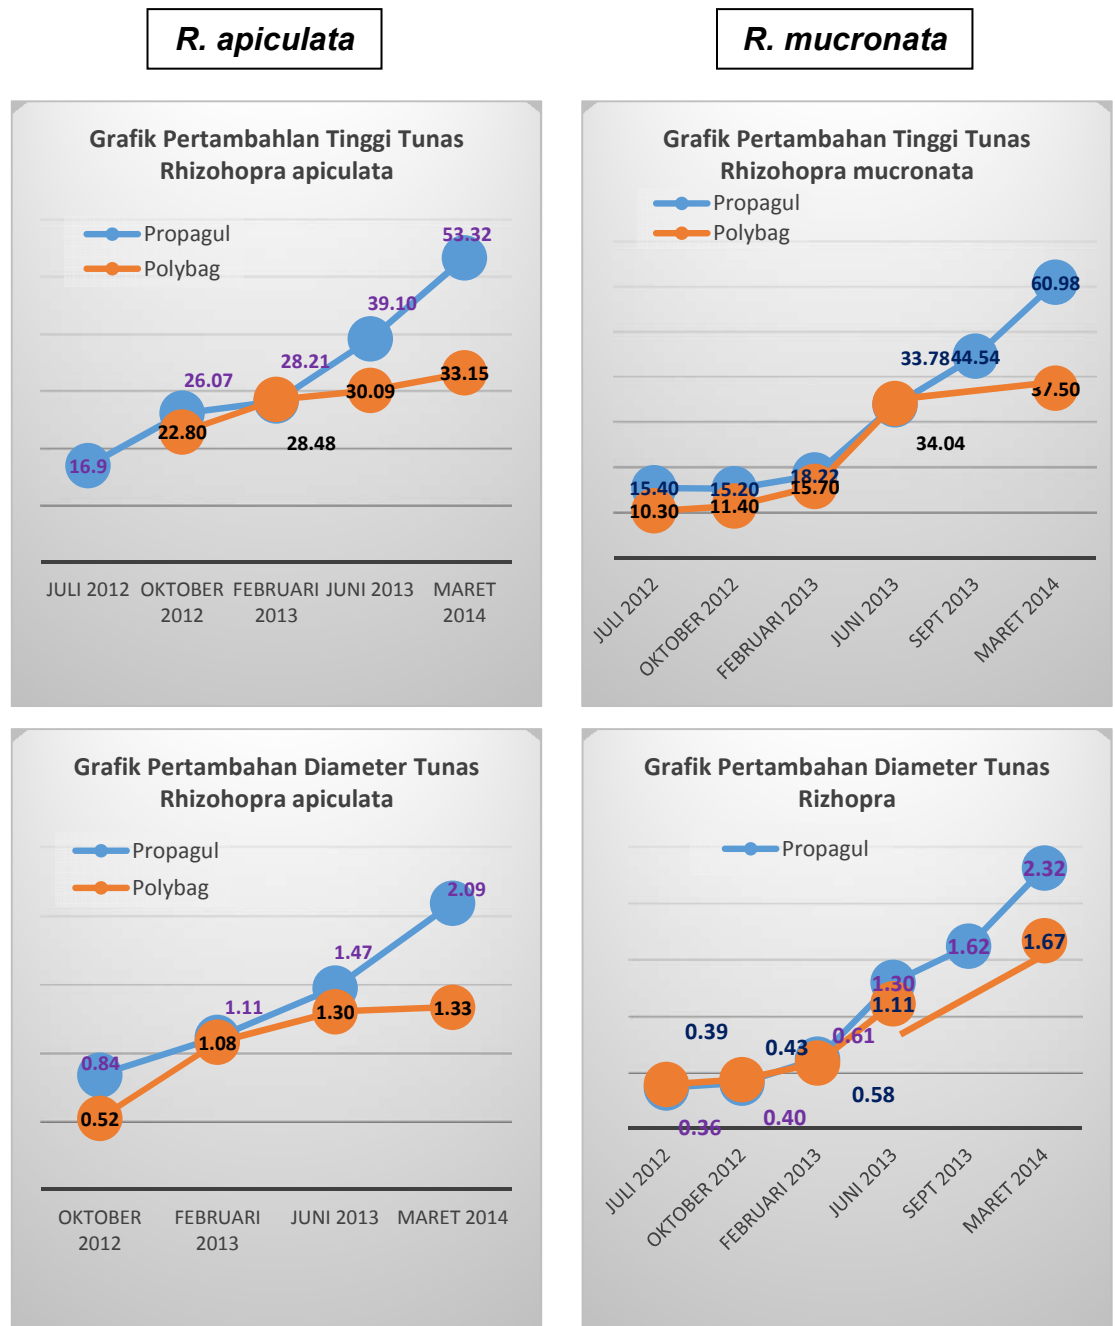 R. apiculata
R. mucronata
Grafik Pertambahlan Tinggi Tunas
Rhizohopra apiculata
Propagul
Polybag
53.32
39.10
28.21
26.07
33.15
30.09
22.80
28.48
16.9
JULI 2012 OKTOBER 2012 FEBRUARI 2013 JUNI 2013 MARET 2014
Grafik Pertambahan Tinggi Tunas
Rhizohopra mucronata
Propagul
Polybag
60.98
33.78 44.54
37.50
34.04
18.22
15.40 15.20 15.70
10.30 11.40
JULI 2012 OKTOBER 2012 FEBRUARI 2013 JUNI 2013 SEPT 2013 MARET 2014
Grafik Pertambahan Diameter Tunas
Rhizohopra apiculata
Propagul
Polybag
2.09
1.47
1.11
1.30 1.33
0.84 1.08
0.52
OKTOBER 2012 FEBRUARI 2013 JUNI 2013 MARET 2014
Grafik Pertambahan Diameter Tunas
Rizhopra
Propagul
2.32
1.62 1.67
1.30
1.11
0.39 0.43 0.61
0.58
0.36 0.40
JULI 2012 OKTOBER 2012 FEBRUARI 2013 JUNI 2013 SEPT 2013 MARET 2014